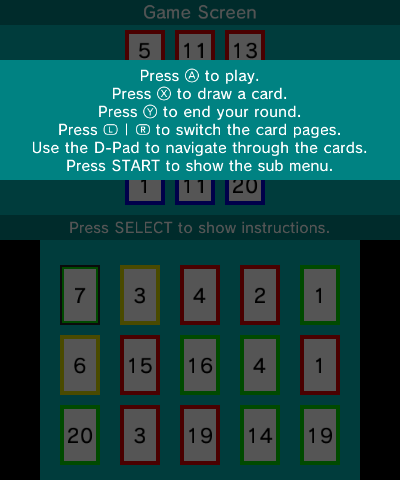 Game Screen
5 11 13
Press Ⓐ to play.
Press Ⓧ to draw a card.
Press Ⓨ to end your round.
Press Ⓛ | Ⓡ to switch the card pages.
Use the D-Pad to navigate through the cards.
Press START to show the sub menu.
1 11 20
Press SELECT to show instructions.
7 3 4 2 1
6 15 16 4 1
20 3 19 14 19